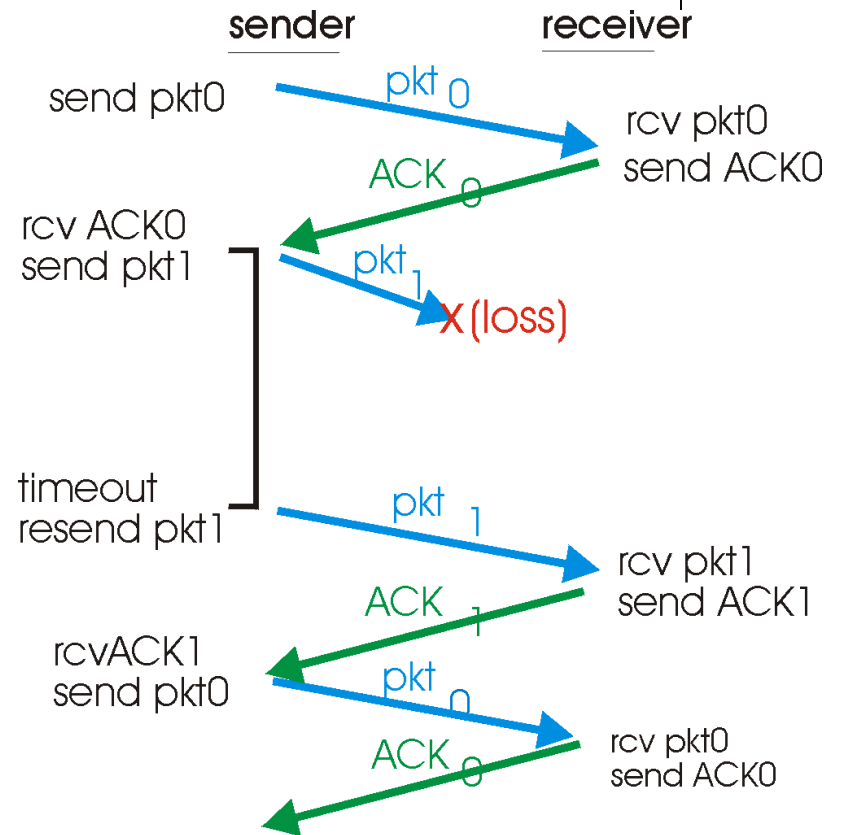 sender
receiver
send pkt0
pkt 0
rcv pkt0
send ACK0
ACK 0
rcv ACK0
send pkt1
pkt 1
X (loss)
timeout
resend pkt1
pkt 1
rcv pkt1
send ACK1
ACK 1
rcvACK1
send pkt0
pkt 0
rcv pkt0
send ACK0
ACK 0